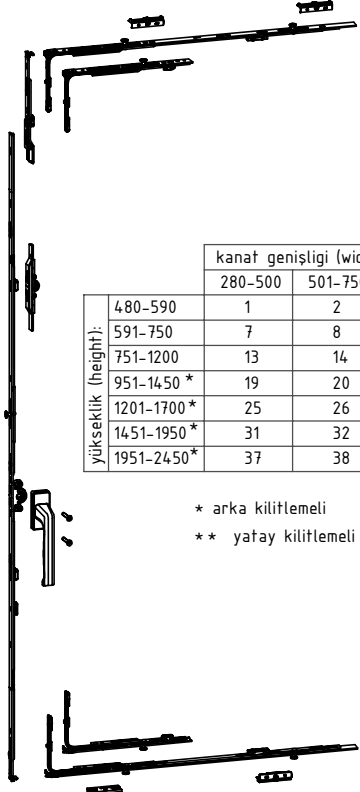 kanat genişligi
280-500 501-750
yükseklik (height):
480-590 1 2
591-750 7 8
751-1200 13 14
951-1450 * 19 20
1201-1700 * 25 26
1451-1950 * 31 32
1951-2450* 37 38
* arka kilitlemeli
** yatay kilitlemeli